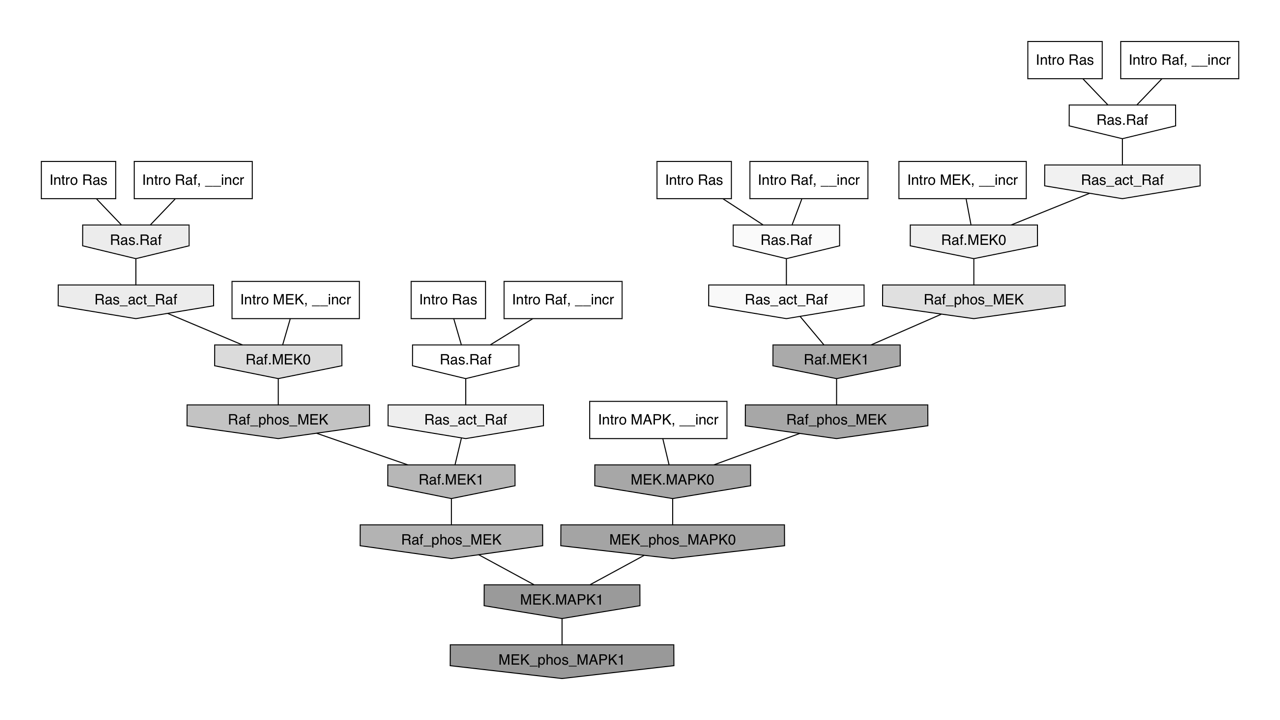 Intro Ras
Intro Raf, __incr
Ras.Raf
Intro Ras
Intro Raf, __incr
Intro Ras
Intro Raf, __incr
Intro MEK, __incr
Ras_act_Raf
Ras.Raf
Ras.Raf
Raf.MEK0
Ras_act_Raf
Intro MEK, __incr
Intro Ras
Intro Raf, __incr
Ras_act_Raf
Raf_phos_MEK
Raf.MEK0
Ras.Raf
Raf.MEK1
Raf_phos_MEK
Ras_act_Raf
Intro MAPK, __incr
Raf_phos_MEK
Raf.MEK1
MEK.MAPK0
Raf_phos_MEK
MEK_phos_MAPK0
MEK.MAPK1
MEK_phos_MAPK1